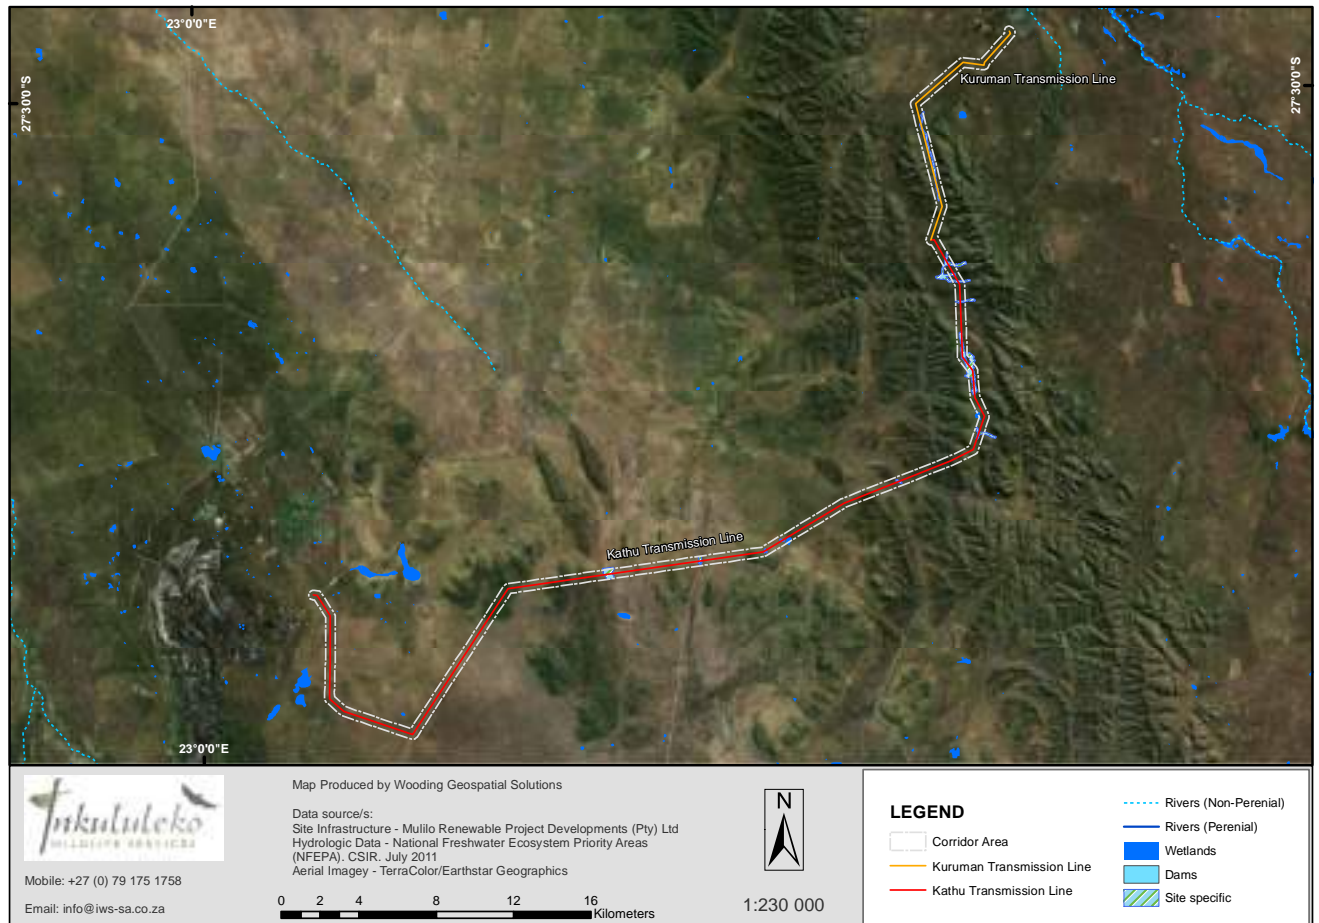 23°0'0"E
27°30'0"S
27°30'0"S
Kuruman Transmission Line
Kathu Transmission Line
23°0'0"E
Inkululeko
WILDLIFE SERVICES
Mobile: +27 (0) 79 175 1758
Email: info@iws-sa.co.za
Map Produced by Wooding Geospatial Solutions
Data source/s:
Site Infrastructure - Mulilo Renewable Project Developments (Pty) Ltd
Hydrologic Data - National Freshwater Ecosystem Priority Areas
(NFEPA). CSIR. July 2011
Aerial Imagey - TerraColor/Earthstar Geographics
0 2 4 8 12 16
Kilometers
N
1:230 000
LEGEND
Corridor Area
Kuruman Transmission Line
Kathu Transmission Line
Rivers (Non-Perenial)
Rivers (Perenial)
Wetlands
Dams
Site specific